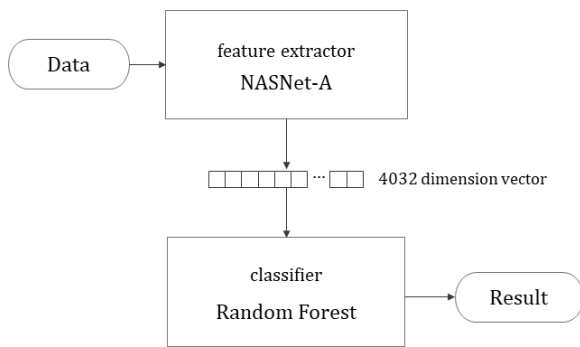 Data
feature extractor
NASNet-A
...
4032 dimension vector
classifier
Random Forest
Result